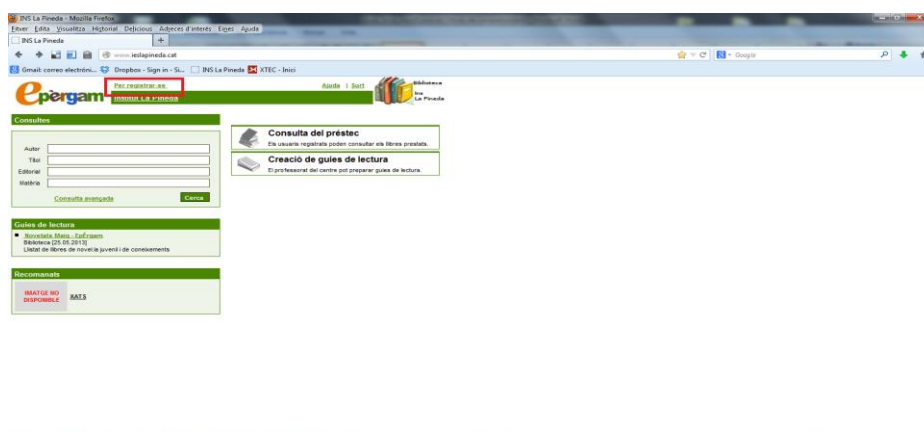 INS La Pineda - Mozilla Firefox
Fitxer Edita Visualitza Historial Delicious Adreces d'interès Eines Ajuda
INS La Pineda
www.ieslapineda.cat
Google
Gmail: correo electróni... Dropbox - Sign in - Si... INS La Pineda XTEC - Inici
Per registrar-se
Ajuda | Sort
Biblioteca
Ins
La Pineda
epèrgam
Institut La Pineda
Consultes
Autor
Títol
Editorial
Matèria
Consulta avançada
Cerca
Consulta del préstec
Els usuaris registrats poden consultar els llibres prestats.
Creació de guies de lectura
El professorat del centre pot preparar guies de lectura.
Guies de lectura
Novetats Maig - EpÈrgam
Biblioteca [25.05.2013]
Llistat de llibres de novel·la juvenil i de coneixements.
Recomanats
IMATGE NO
DISPONIBLE
XATS